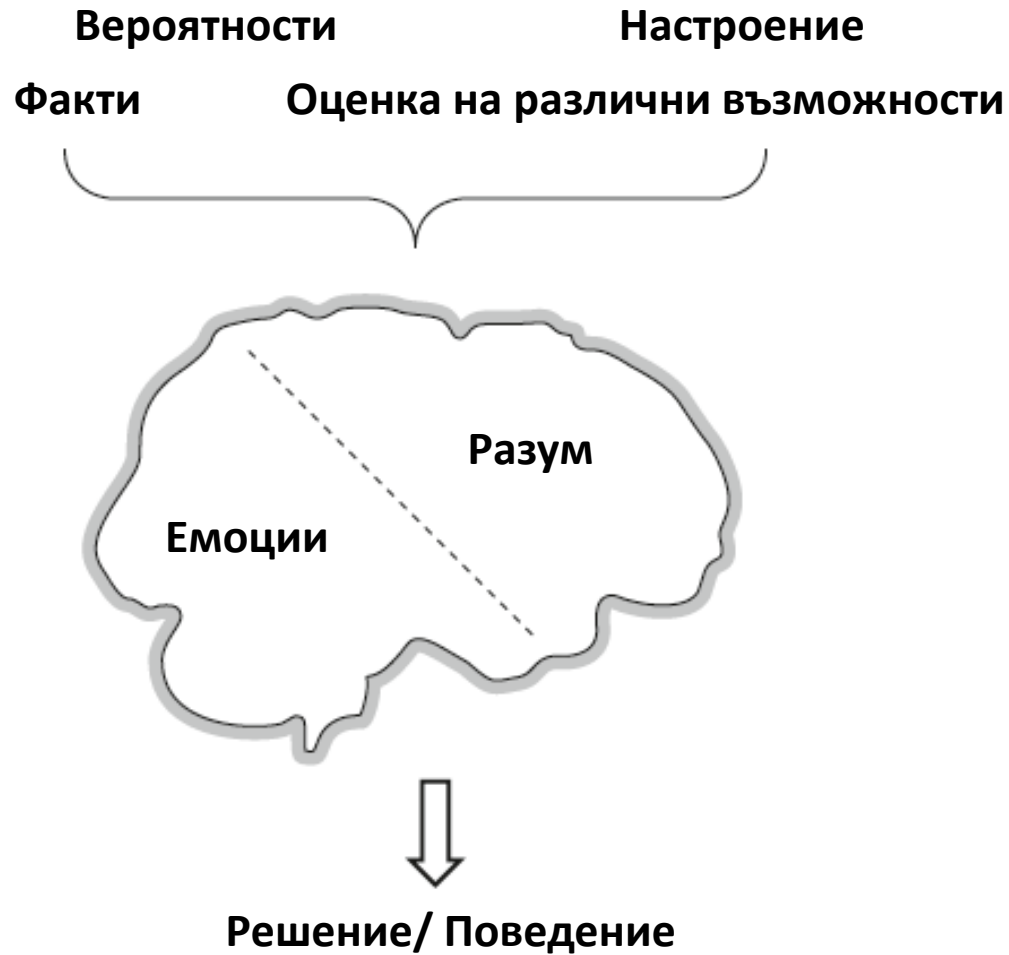 Вероятности Настроение
Факти Оценка на различни възможности
Разум
Емоции
Решение/ Поведение